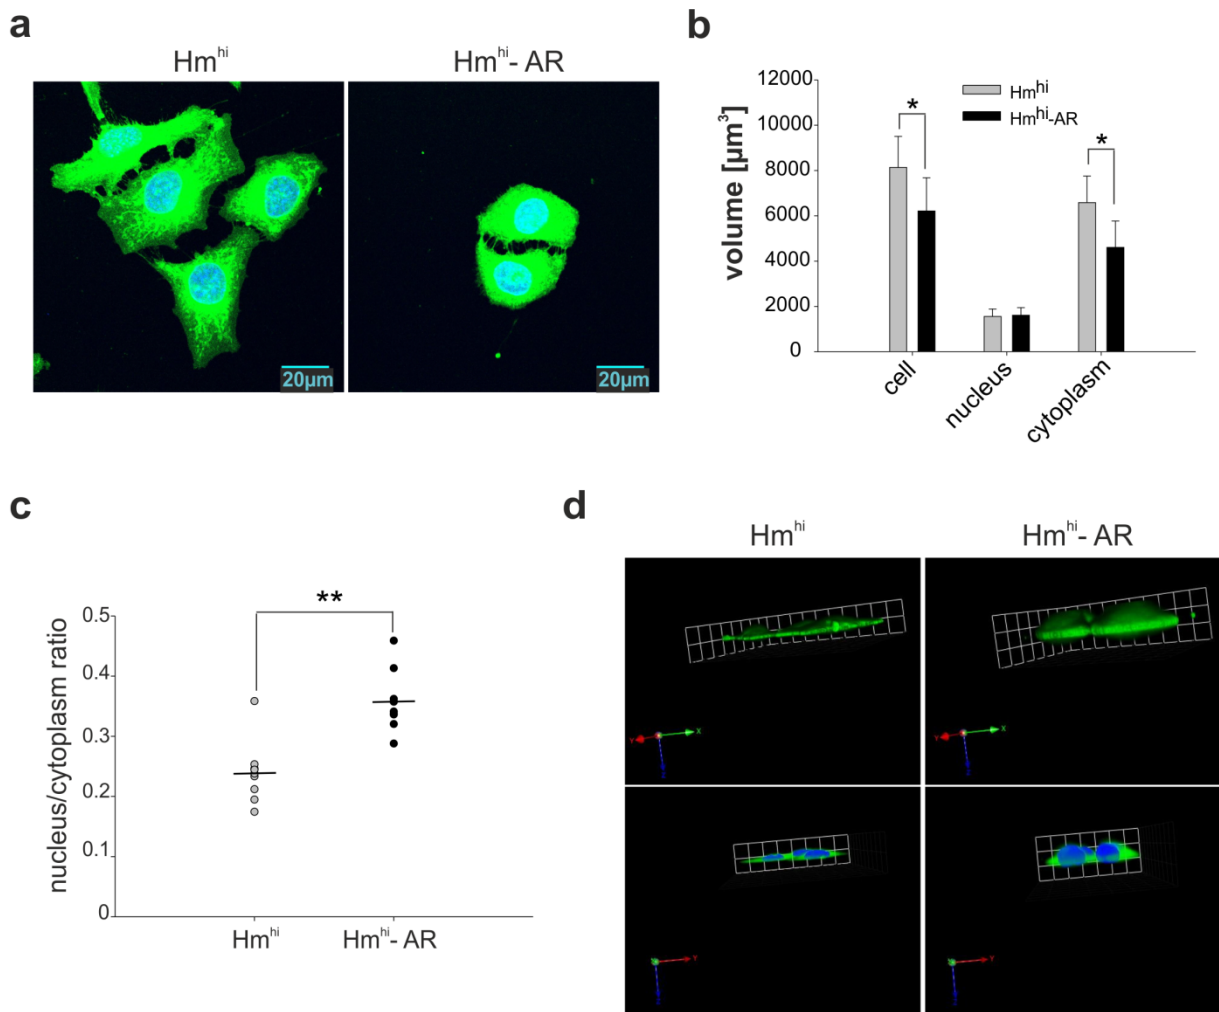 a
Hm^hi
Hm^hi- AR
20µm
20µm
b
volume [µm³]
12000
10000
8000
6000
4000
2000
0
Hm^hi
Hm^hi-AR
*
*
cell
nucleus
cytoplasm
c
nucleus/cytoplasm ratio
0.5
0.4
0.3
0.2
0.1
0
**
Hm^hi
Hm^hi- AR
d
Hm^hi
Hm^hi- AR
Y
X
Z
Y
X
Z
Y
Y